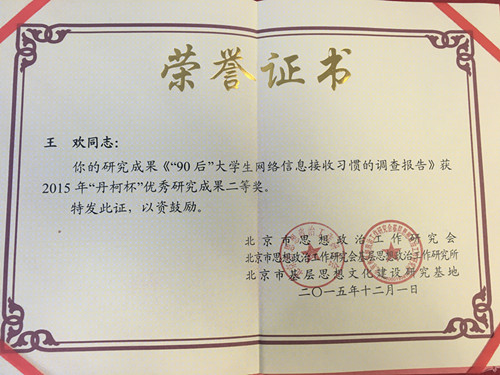 荣誉证书
王 欢同志：
你的研究成果《“90后”大学生网络信息接收习惯的调查报告》获
2015年“丹柯杯”优秀研究成果二等奖。
特发此证，以资鼓励。
北京市思想政治工作研究会
北京市思想政治工作研究会基层思想政治工作研究所
北京市基层思想文化建设研究基地
二〇一五年十二月一日